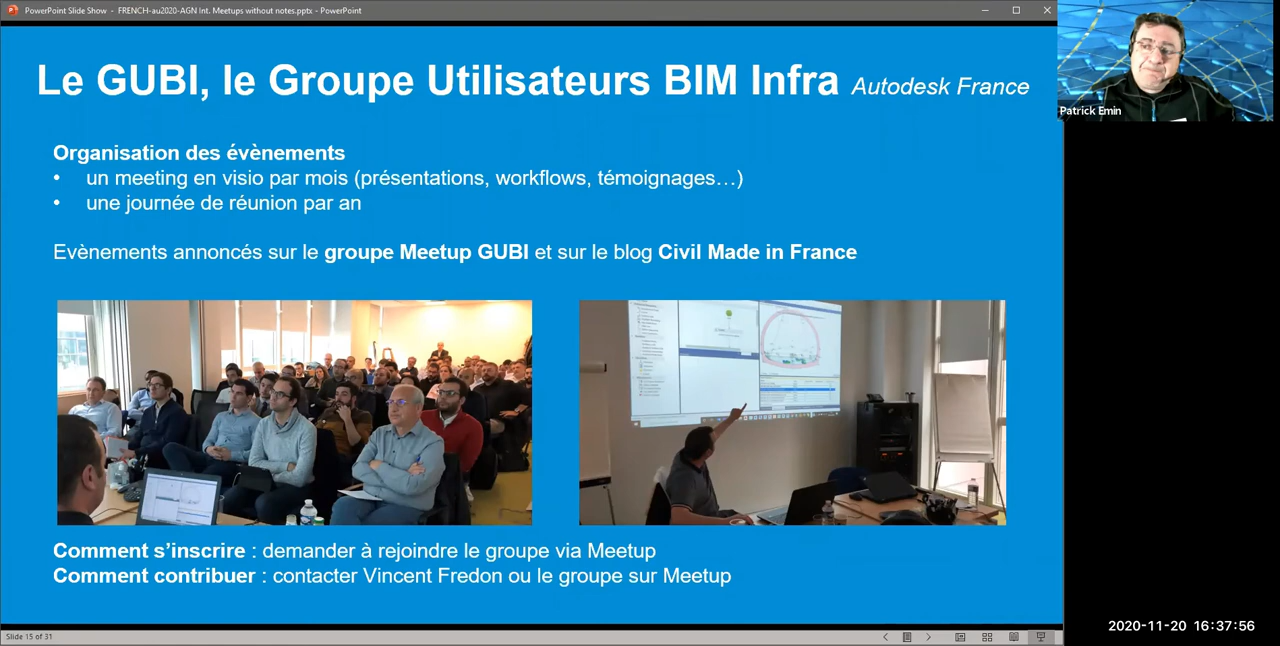 PowerPoint Slide Show - FRENCH-au2020-AGN Int. Meetups without notes.pptx - PowerPoint
Le GUBI, le Groupe Utilisateurs BIM Infra Autodesk France
Patrick Emin
Organisation des évènements
• un meeting en visio par mois (présentations, workflows, témoignages…)
• une journée de réunion par an
Evènements annoncés sur le groupe Meetup GUBI et sur le blog Civil Made in France
Comment s’inscrire : demander à rejoindre le groupe via Meetup
Comment contribuer : contacter Vincent Fredon ou le groupe sur Meetup
2020-11-20 16:37:56
Slide 15 of 31